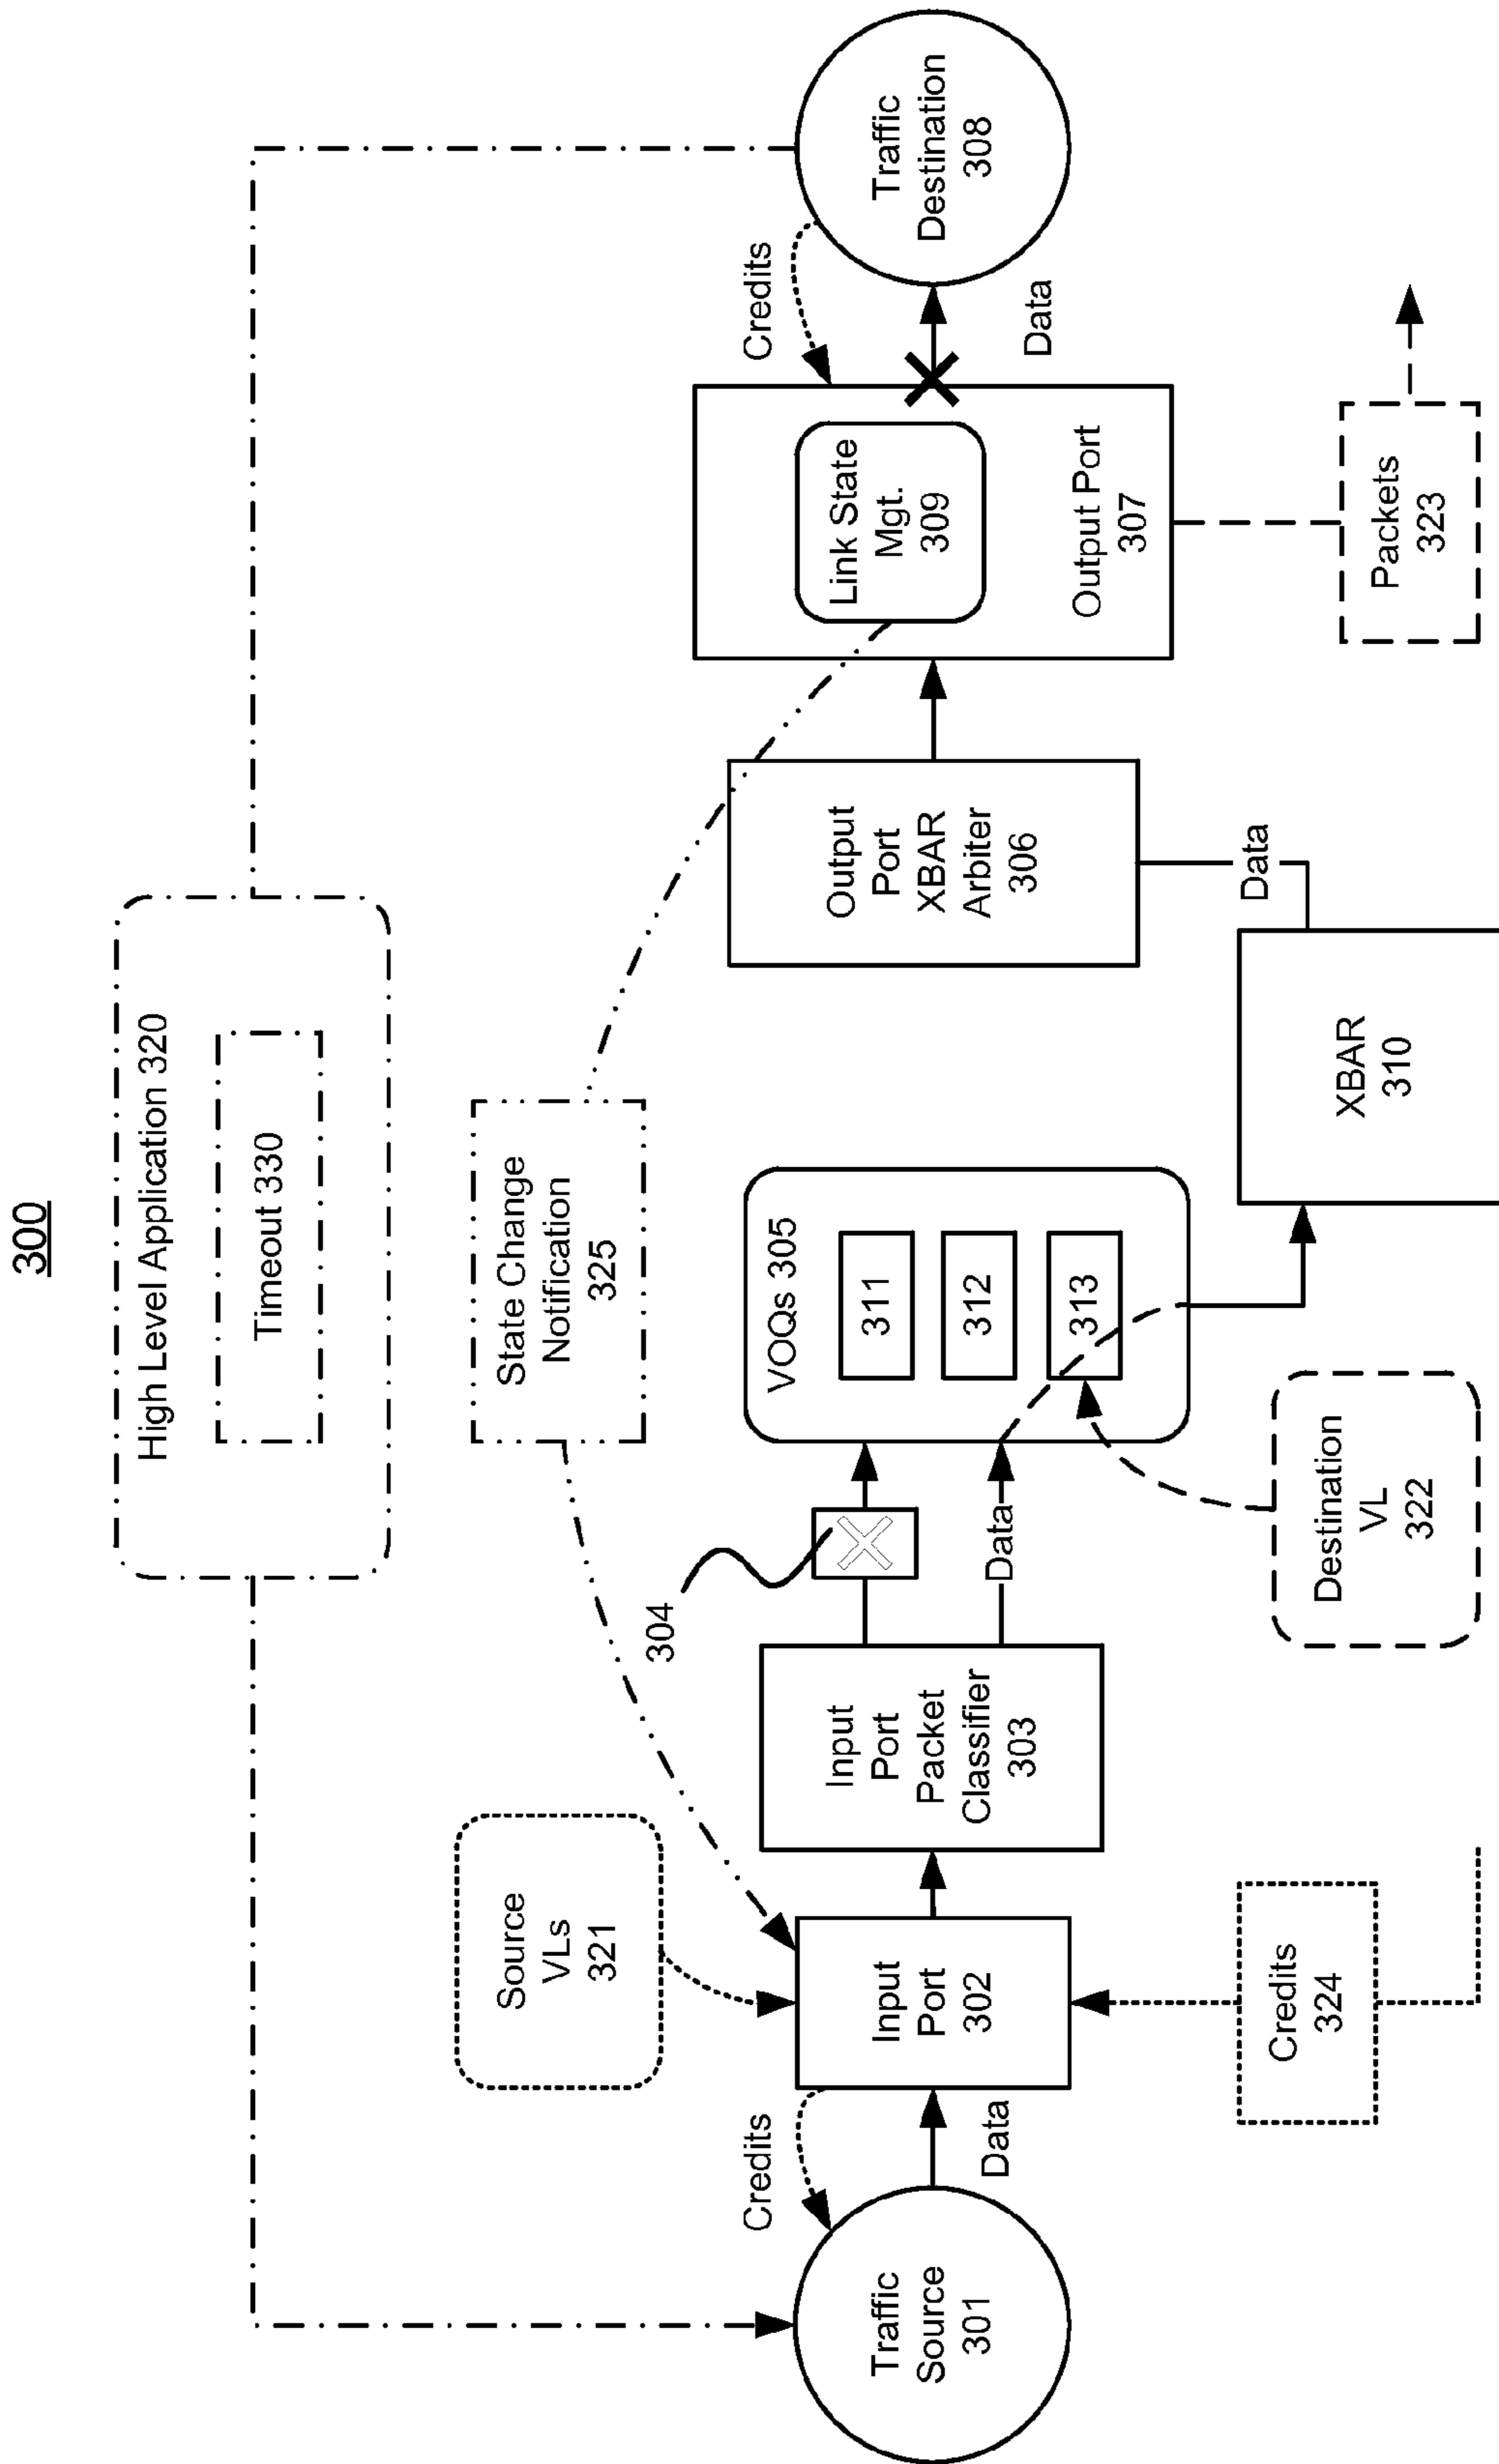 300
High Level Application 320
Timeout 330
State Change
Notification
325
Source
VLs
321
304
Credits
Credits
Traffic
Source
301
Data
Input
Port
302
Input
Port
Packet
Classifier
303
Data
VOQs 305
311
312
313
Output
Port
XBAR
Arbiter
306
Link State
Mgt.
309
Output Port
307
Data
Traffic
Destination
308
Credits
324
Destination
VL
322
XBAR
310
Data
Packets
323